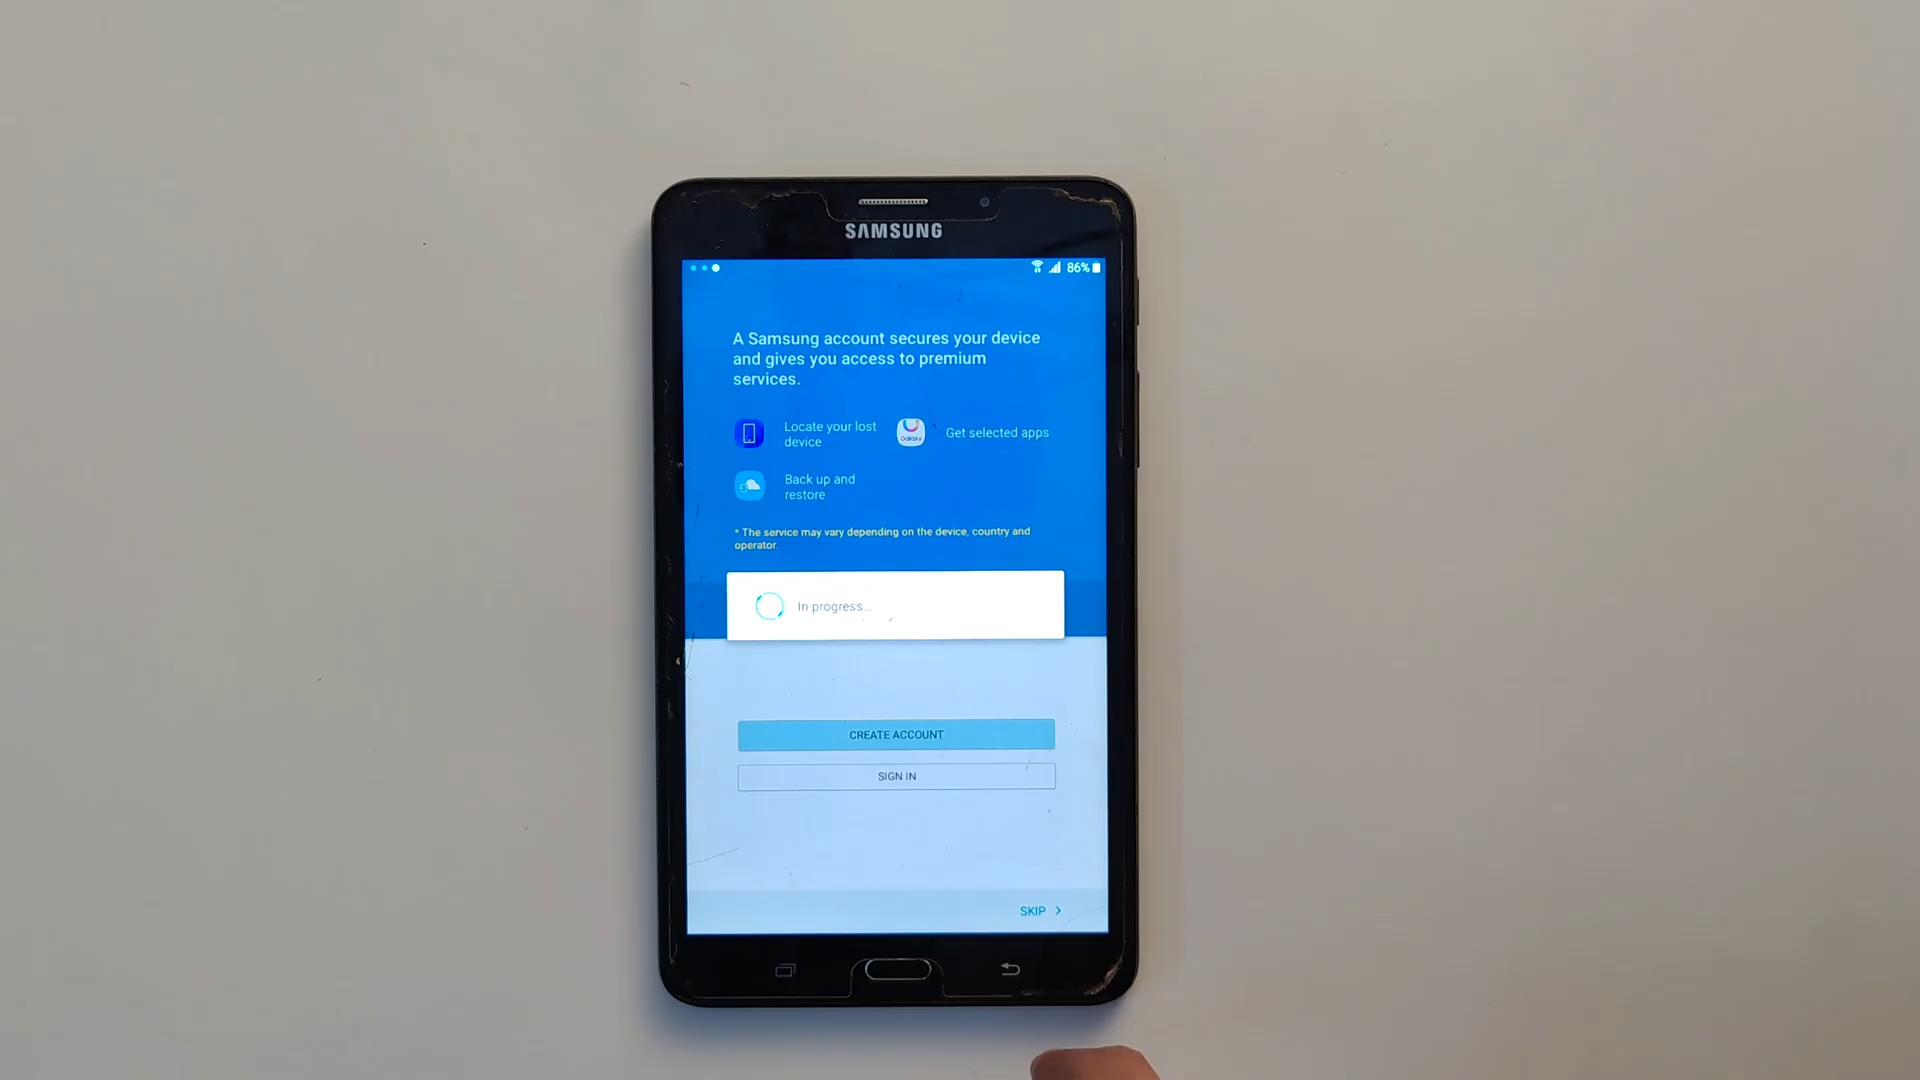 SAMSUNG
86%
A Samsung account secures your device
and gives you access to premium
services.
Locate your lost
device
Galaxy
Get selected apps
Back up and
restore
* The service may vary depending on the device, country and
operator.
In progress...
CREATE ACCOUNT
SIGN IN
SKIP